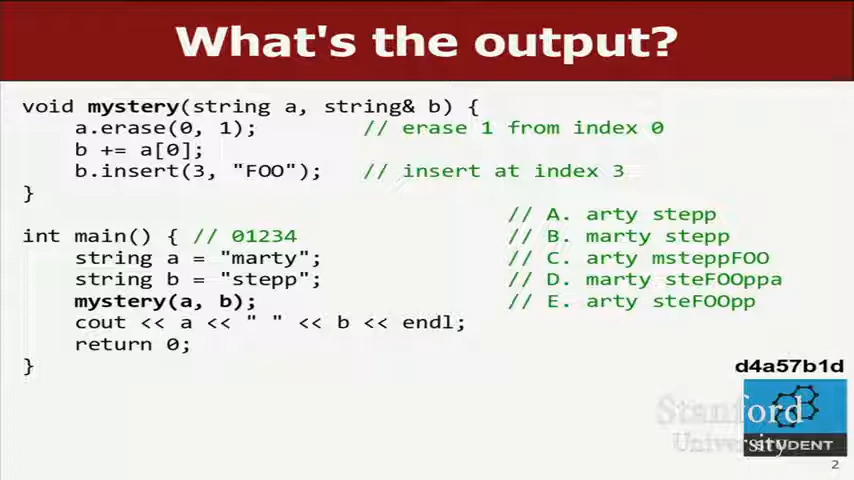 What's the output?
void mystery(string a, string& b) {
    a.erase(0, 1);        // erase 1 from index 0
    b += a[0];
    b.insert(3, "FOO");   // insert at index 3
}
// A. arty stepp
int main() { // 01234                // B. marty stepp
    string a = "marty";              // C. arty msteppFOO
    string b = "stepp";              // D. marty steFOOppa
    mystery(a, b);                   // E. arty steFOOpp
    cout << a << " " << b << endl;
    return 0;
}
d4a57b1d
Stanford
University
STUDENT
2